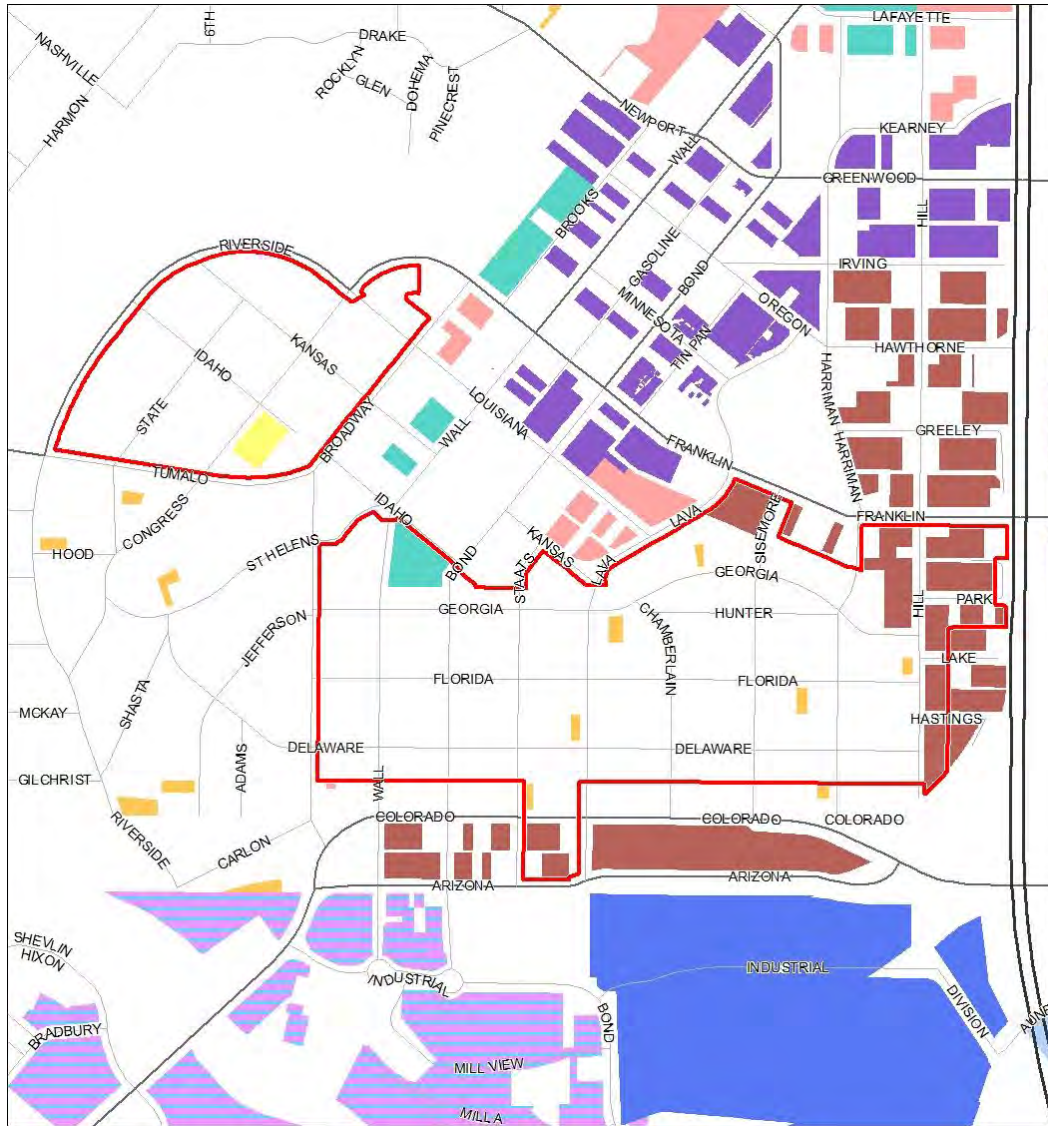 LAFAYETTE
6TH
DRAKE
NASHVILLE
ROCKLYN
GLEN
DOHEMA
PINECREST
HARMON
NEWPORT
WALL
KEARNEY
GREENWOOD
HILL
BROOKS
RIVERSIDE
GASOLINE
BOND
IRVING
MINNESOTA
OREGON
TIN PAN
HAWTHORNE
KANSAS
IDAHO
HARRIMAN
STATE
BROADWAY
LOUISIANA
WALL
HARRIMAN
GREELEY
FRANKLIN
TUMALO
IDAHO
LAVA
FRANKLIN
CONGRESS
ST HELENS
HOOD
BOND
KANSAS
STAATS
LAVA
SISEMORE
GEORGIA
HILL
PARK
GEORGIA
CHAMBERLAIN
HUNTER
JEFFERSON
LAKE
SHASTA
FLORIDA
FLORIDA
MCKAY
HASTINGS
DELAWARE
DELAWARE
ADAMS
WALL
GILCHRIST
RIVERSIDE
COLORADO
COLORADO
COLORADO
CARLON
ARIZONA
ARIZONA
SHEVLIN
HIXON
INDUSTRIAL
INDUSTRIAL
DIVISION
BOND
BRADBURY
MILL VIEW
MILL A